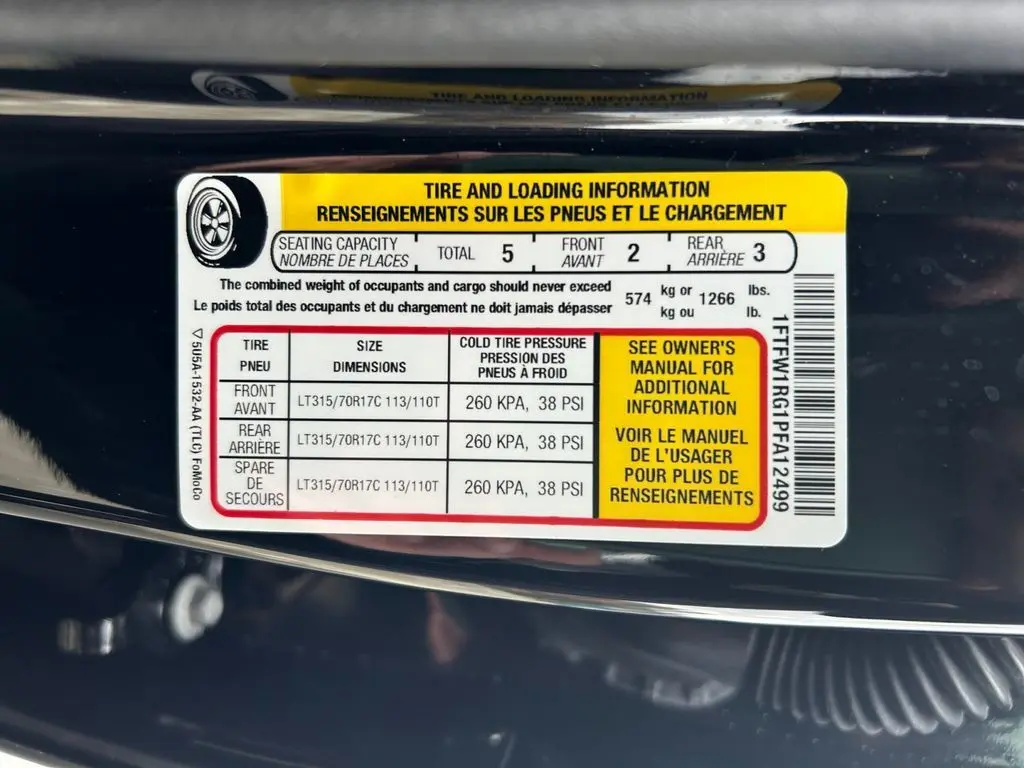 TIRE AND LOADING INFORMATION
TIRE AND LOADING INFORMATION
RENSEIGNEMENTS SUR LES PNEUS ET LE CHARGEMENT
SEATING CAPACITY
NOMBRE DE PLACES
TOTAL 5
FRONT
AVANT
2
REAR
ARRIÈRE
3
The combined weight of occupants and cargo should never exceed
Le poids total des occupants et du chargement ne doit jamais dépasser
574 kg or 1266 lbs.
kg ou lb.
TIRE
PNEU
SIZE
DIMENSIONS
COLD TIRE PRESSURE
PRESSION DES
PNEUS À FROID
FRONT
AVANT
LT315/70R17C 113/110T
260 KPA, 38 PSI
REAR
ARRIÈRE
LT315/70R17C 113/110T
260 KPA, 38 PSI
SPARE
DE
SECOURS
LT315/70R17C 113/110T
260 KPA, 38 PSI
SEE OWNER'S
MANUAL FOR
ADDITIONAL
INFORMATION
VOIR LE MANUEL
DE L'USAGER
POUR PLUS DE
RENSEIGNEMENTS
1FTFW1RG1PFA12499
5U5A-1532-AA (TLC) FoMoCo